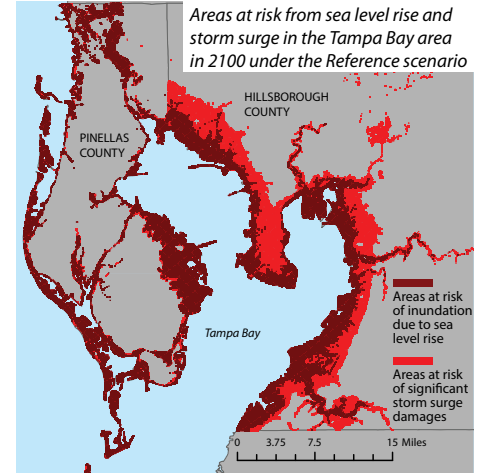 Areas at risk from sea level rise and
storm surge in the Tampa Bay area
in 2100 under the Reference scenario
HILLSBOROUGH
COUNTY
PINELLAS
COUNTY
Tampa Bay
Areas at risk
of inundation
due to sea
level rise
Areas at risk
of significant
storm surge
damages
0 3.75 7.5 15 Miles